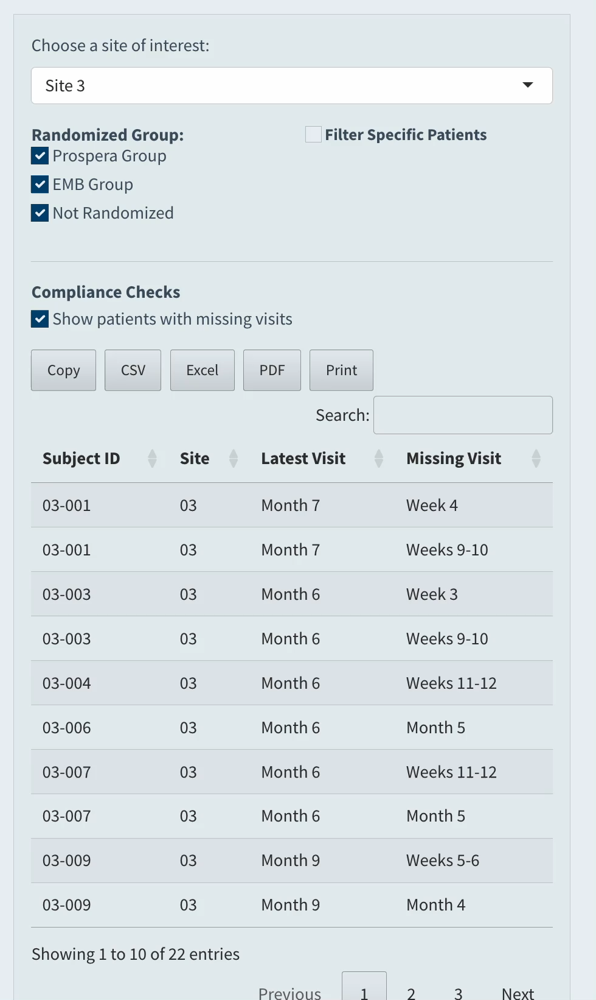 Choose a site of interest:
Site 3
Randomized Group:
Filter Specific Patients
Prospera Group
EMB Group
Not Randomized
Compliance Checks
Show patients with missing visits
Copy CSV Excel PDF Print
Search:
Subject ID Site Latest Visit Missing Visit
03-001 03 Month 7 Week 4
03-001 03 Month 7 Weeks 9-10
03-003 03 Month 6 Week 3
03-003 03 Month 6 Weeks 9-10
03-004 03 Month 6 Weeks 11-12
03-006 03 Month 6 Month 5
03-007 03 Month 6 Weeks 11-12
03-007 03 Month 6 Month 5
03-009 03 Month 9 Weeks 5-6
03-009 03 Month 9 Month 4
Showing 1 to 10 of 22 entries
Previous 1 2 3 Next